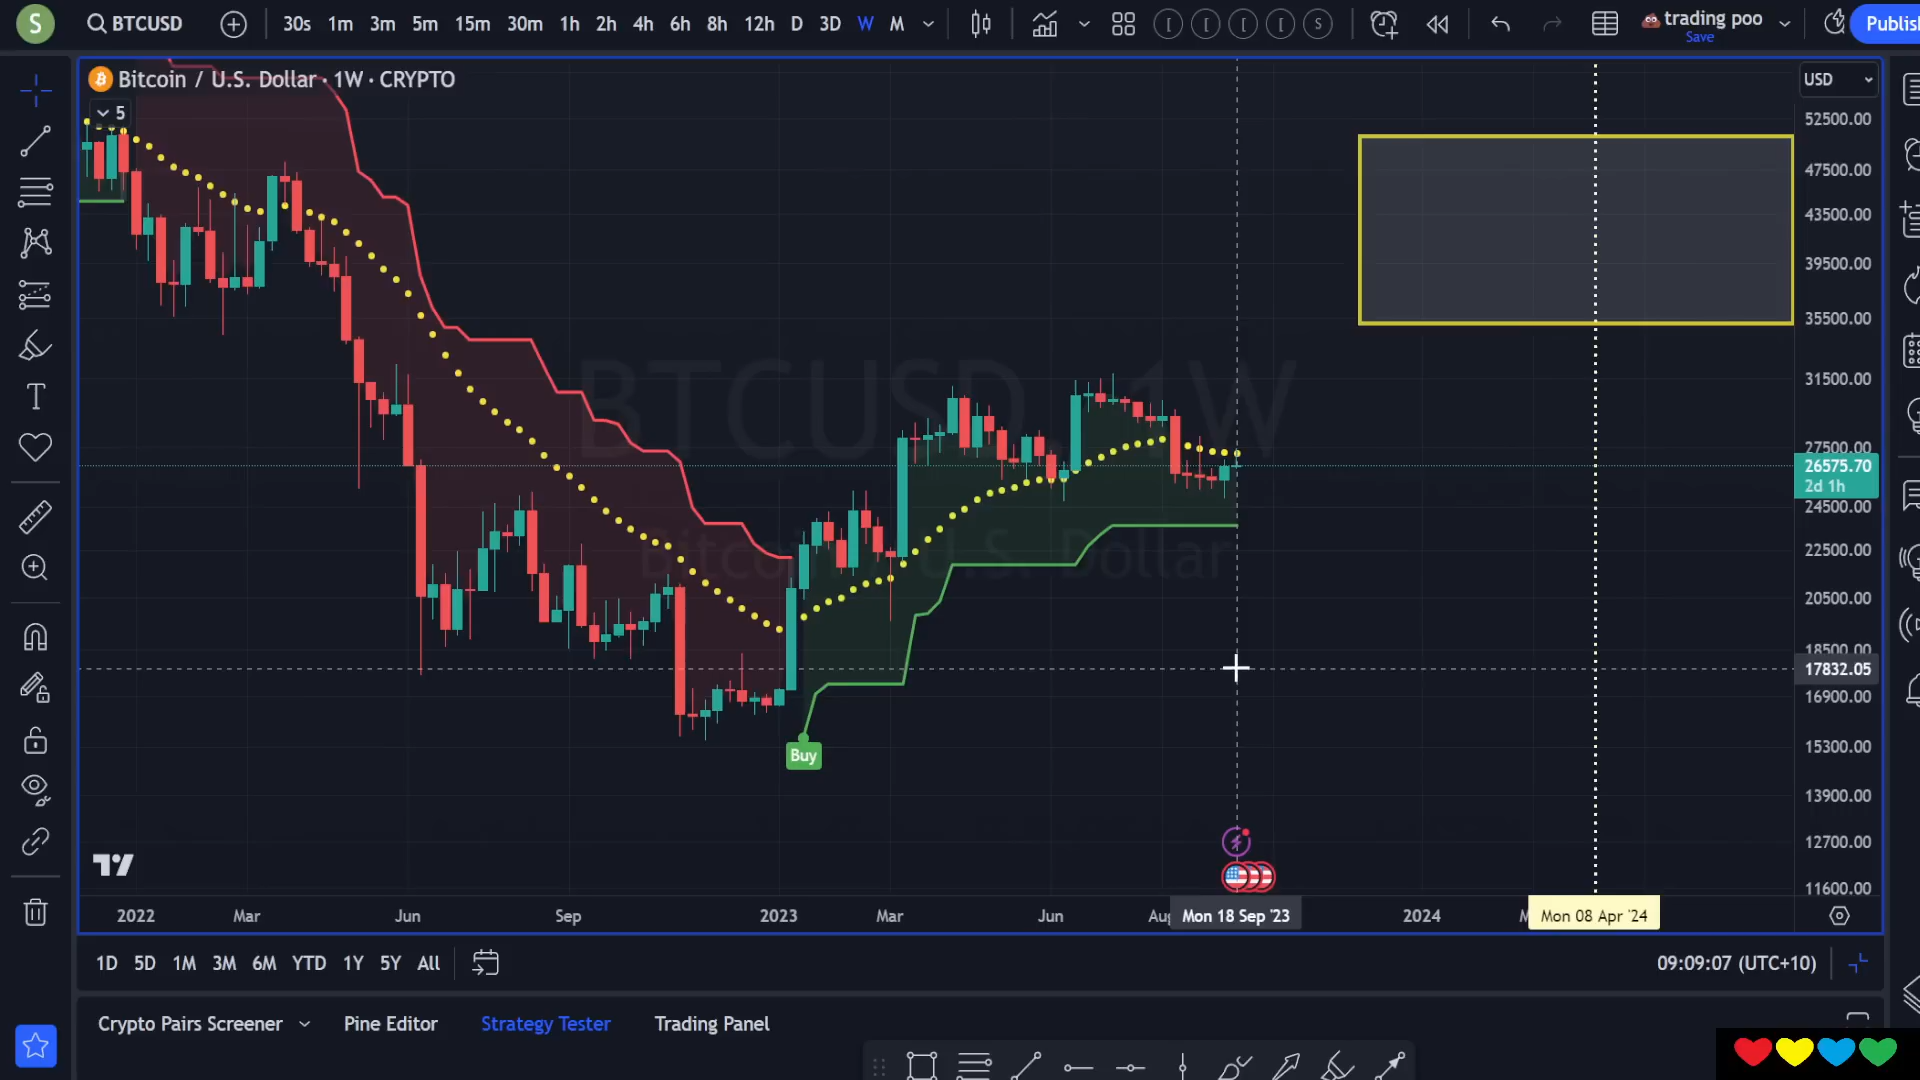 S
BTCUSD
30s 1m 3m 5m 15m 30m 1h 2h 4h 6h 8h 12h D 3D W M
[ [ [ [ S
trading poo
Save
Publis
Bitcoin / U.S. Dollar · 1W · CRYPTO
5
USD
52500.00
47500.00
43500.00
39500.00
35500.00
31500.00
27500.00
26575.70
2d 1h
24500.00
22500.00
20500.00
18500.00
17832.05
16900.00
15300.00
13900.00
12700.00
11600.00
BTCUSD, 1W
Bitcoin / U.S. Dollar
Buy
2022 Mar Jun Sep 2023 Mar Jun Aug Mon 18 Sep '23 2024 M Mon 08 Apr '24
1D 5D 1M 3M 6M YTD 1Y 5Y All
09:09:07 (UTC+10)
Crypto Pairs Screener Pine Editor Strategy Tester Trading Panel